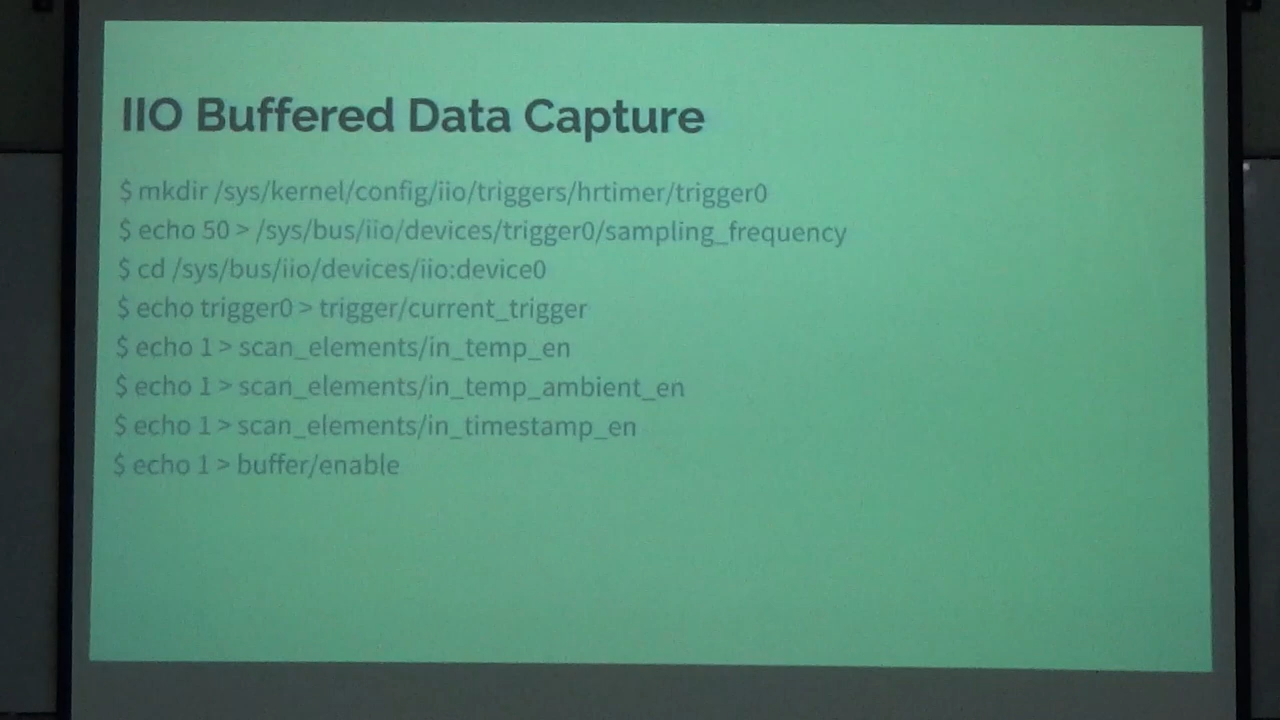 IIO Buffered Data Capture
$ mkdir /sys/kernel/config/iio/triggers/hrtimer/trigger0
$ echo 50 > /sys/bus/iio/devices/trigger0/sampling_frequency
$ cd /sys/bus/iio/devices/iio:device0
$ echo trigger0 > trigger/current_trigger
$ echo 1 > scan_elements/in_temp_en
$ echo 1 > scan_elements/in_temp_ambient_en
$ echo 1 > scan_elements/in_timestamp_en
$ echo 1 > buffer/enable